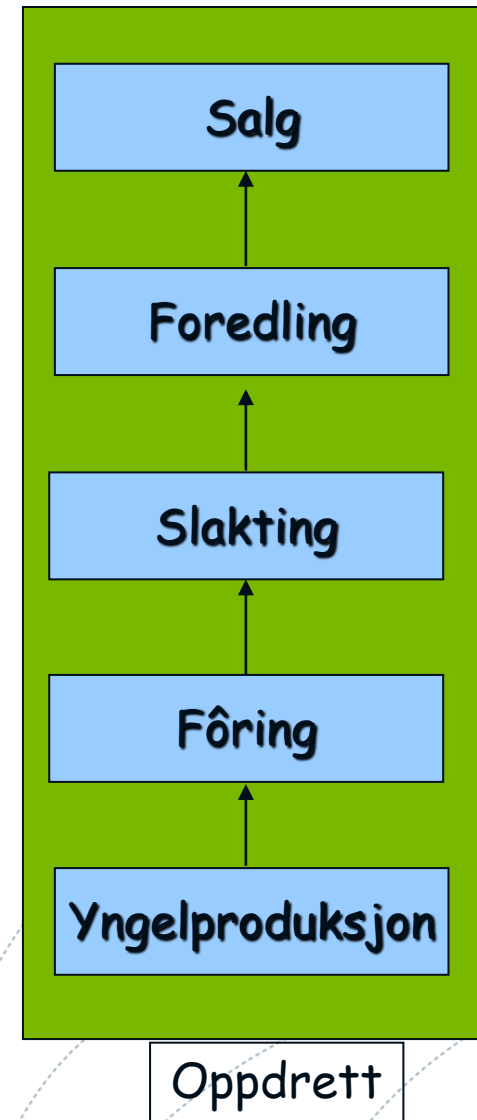 Salg
Foredling
Slakting
Fôring
Yngelproduksjon
Oppdrett